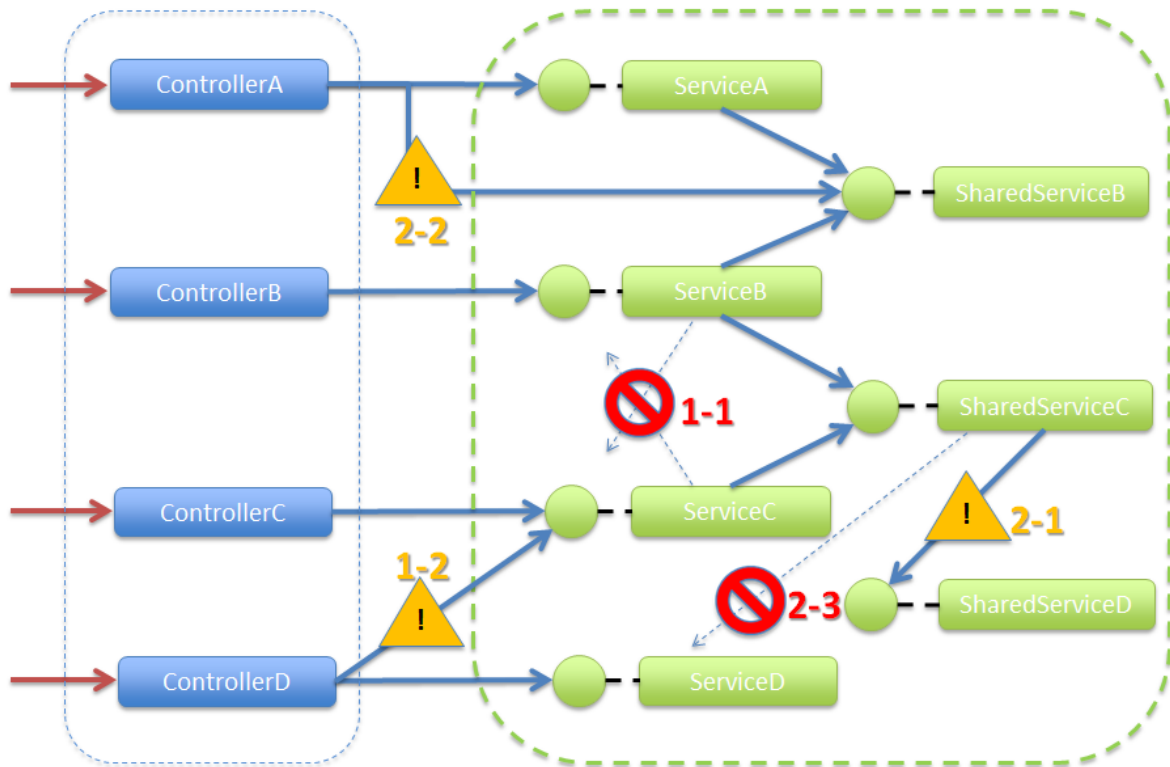 ControllerA
ServiceA
!
2-2
SharedServiceB
ControllerB
ServiceB
1-1
SharedServiceC
ControllerC
ServiceC
!
2-1
1-2
!
2-3
SharedServiceD
ControllerD
ServiceD